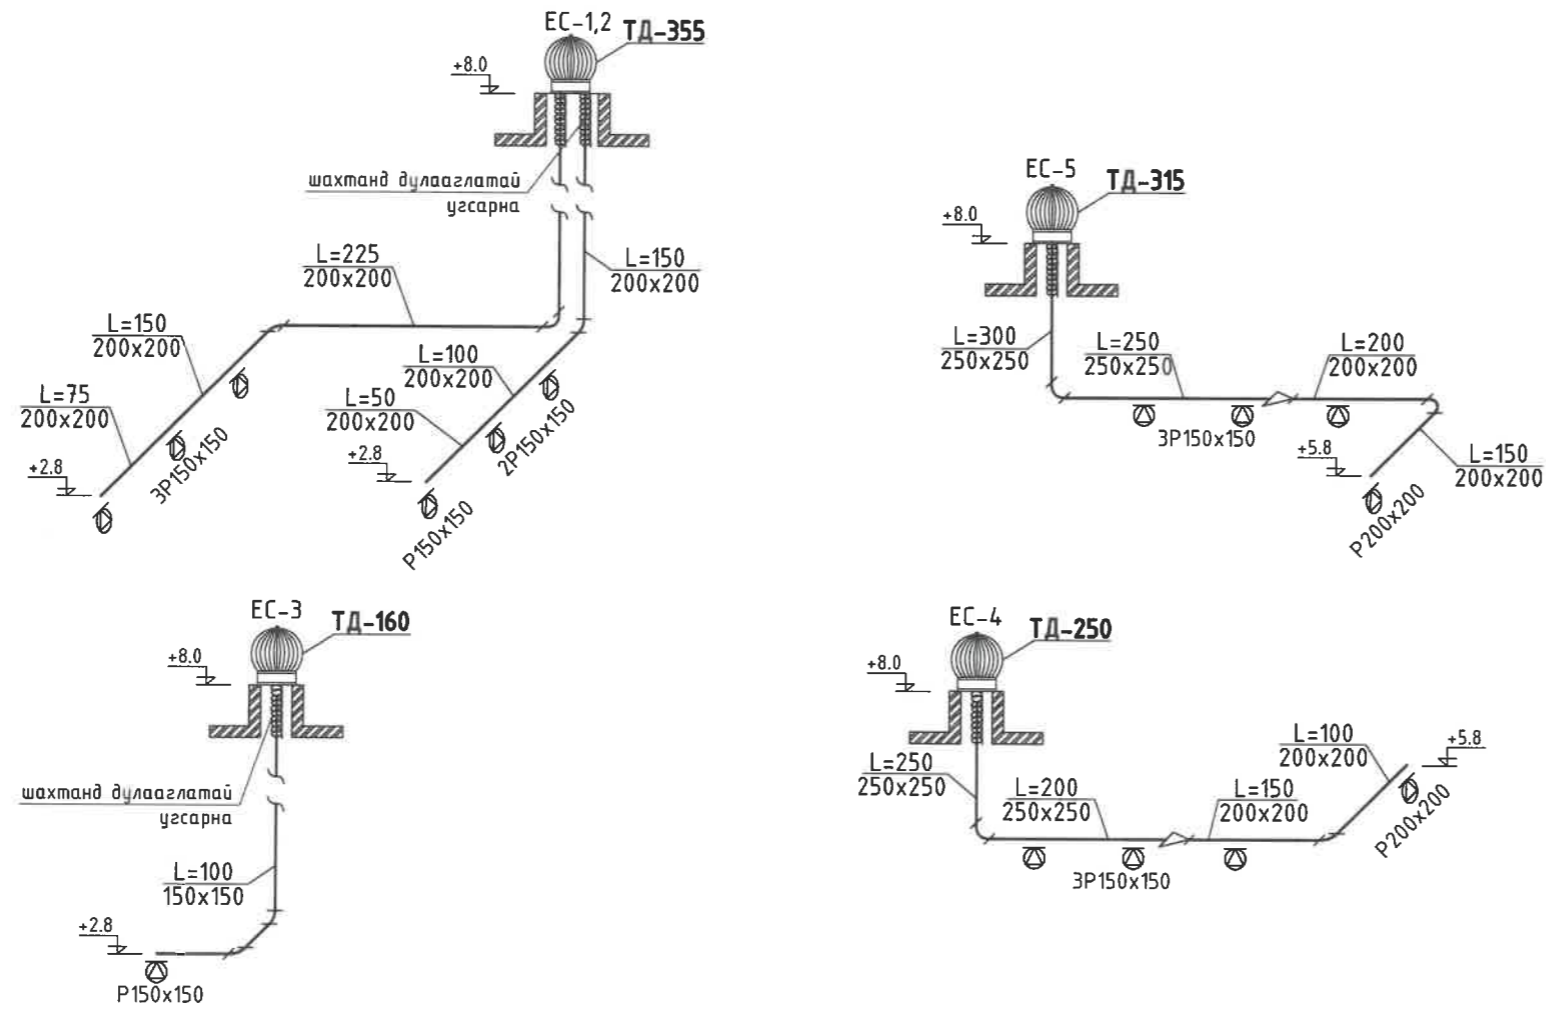 ЕС-1,2
ТД-355
+8.0
шахтанд дулааглатай
угсарна
L=225
200x200
L=150
200x200
L=150
200x200
L=100
200x200
L=75
200x200
L=50
200x200
+2.8
+2.8
3P150x150
2P150x150
P150x150
ЕС-5
ТД-315
+8.0
L=300
250x250
L=250
250x250
L=200
200x200
3P150x150
+5.8
L=150
200x200
P200x200
ЕС-3
ТД-160
+8.0
шахтанд дулааглатай
угсарна
L=100
150x150
+2.8
P150x150
ЕС-4
ТД-250
+8.0
L=250
250x250
L=200
250x250
L=150
200x200
L=100
200x200
+5.8
3P150x150
P200x200